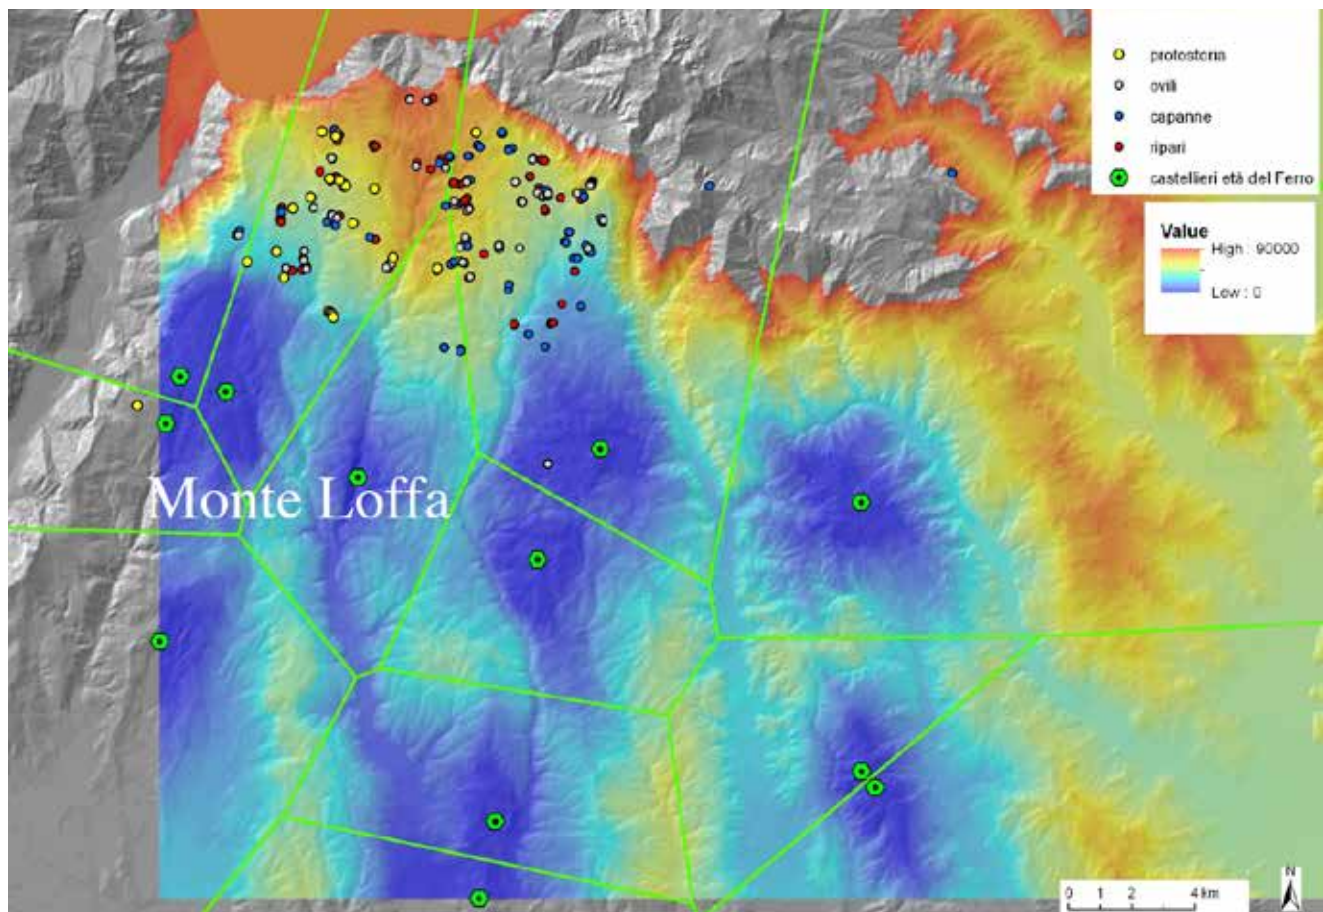 protostoria
ovili
capanne
ripari
castellieri età del Ferro
Value
High : 90000
Low : 0
Monte Loffa
N
0 1 2 4 km